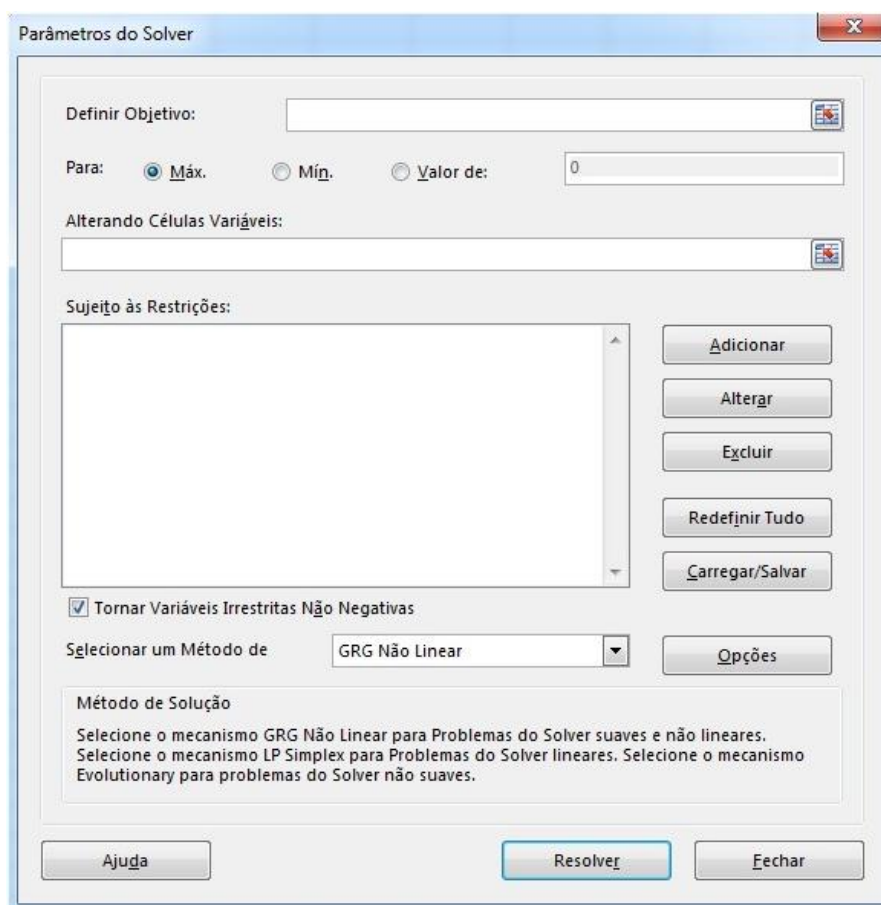 Parâmetros do Solver
Definir Objetivo:
Para: Máx. Mín. Valor de: 0
Alterando Células Variáveis:
Sujeito às Restrições:
Adicionar
Alterar
Excluir
Redefinir Tudo
Carregar/Salvar
Tornar Variáveis Irrestritas Não Negativas
Selecionar um Método de GRG Não Linear Opções
Método de Solução
Selecione o mecanismo GRG Não Linear para Problemas do Solver suaves e não lineares.
Selecione o mecanismo LP Simplex para Problemas do Solver lineares. Selecione o mecanismo
Evolutionary para problemas do Solver não suaves.
Ajuda Resolver Fechar